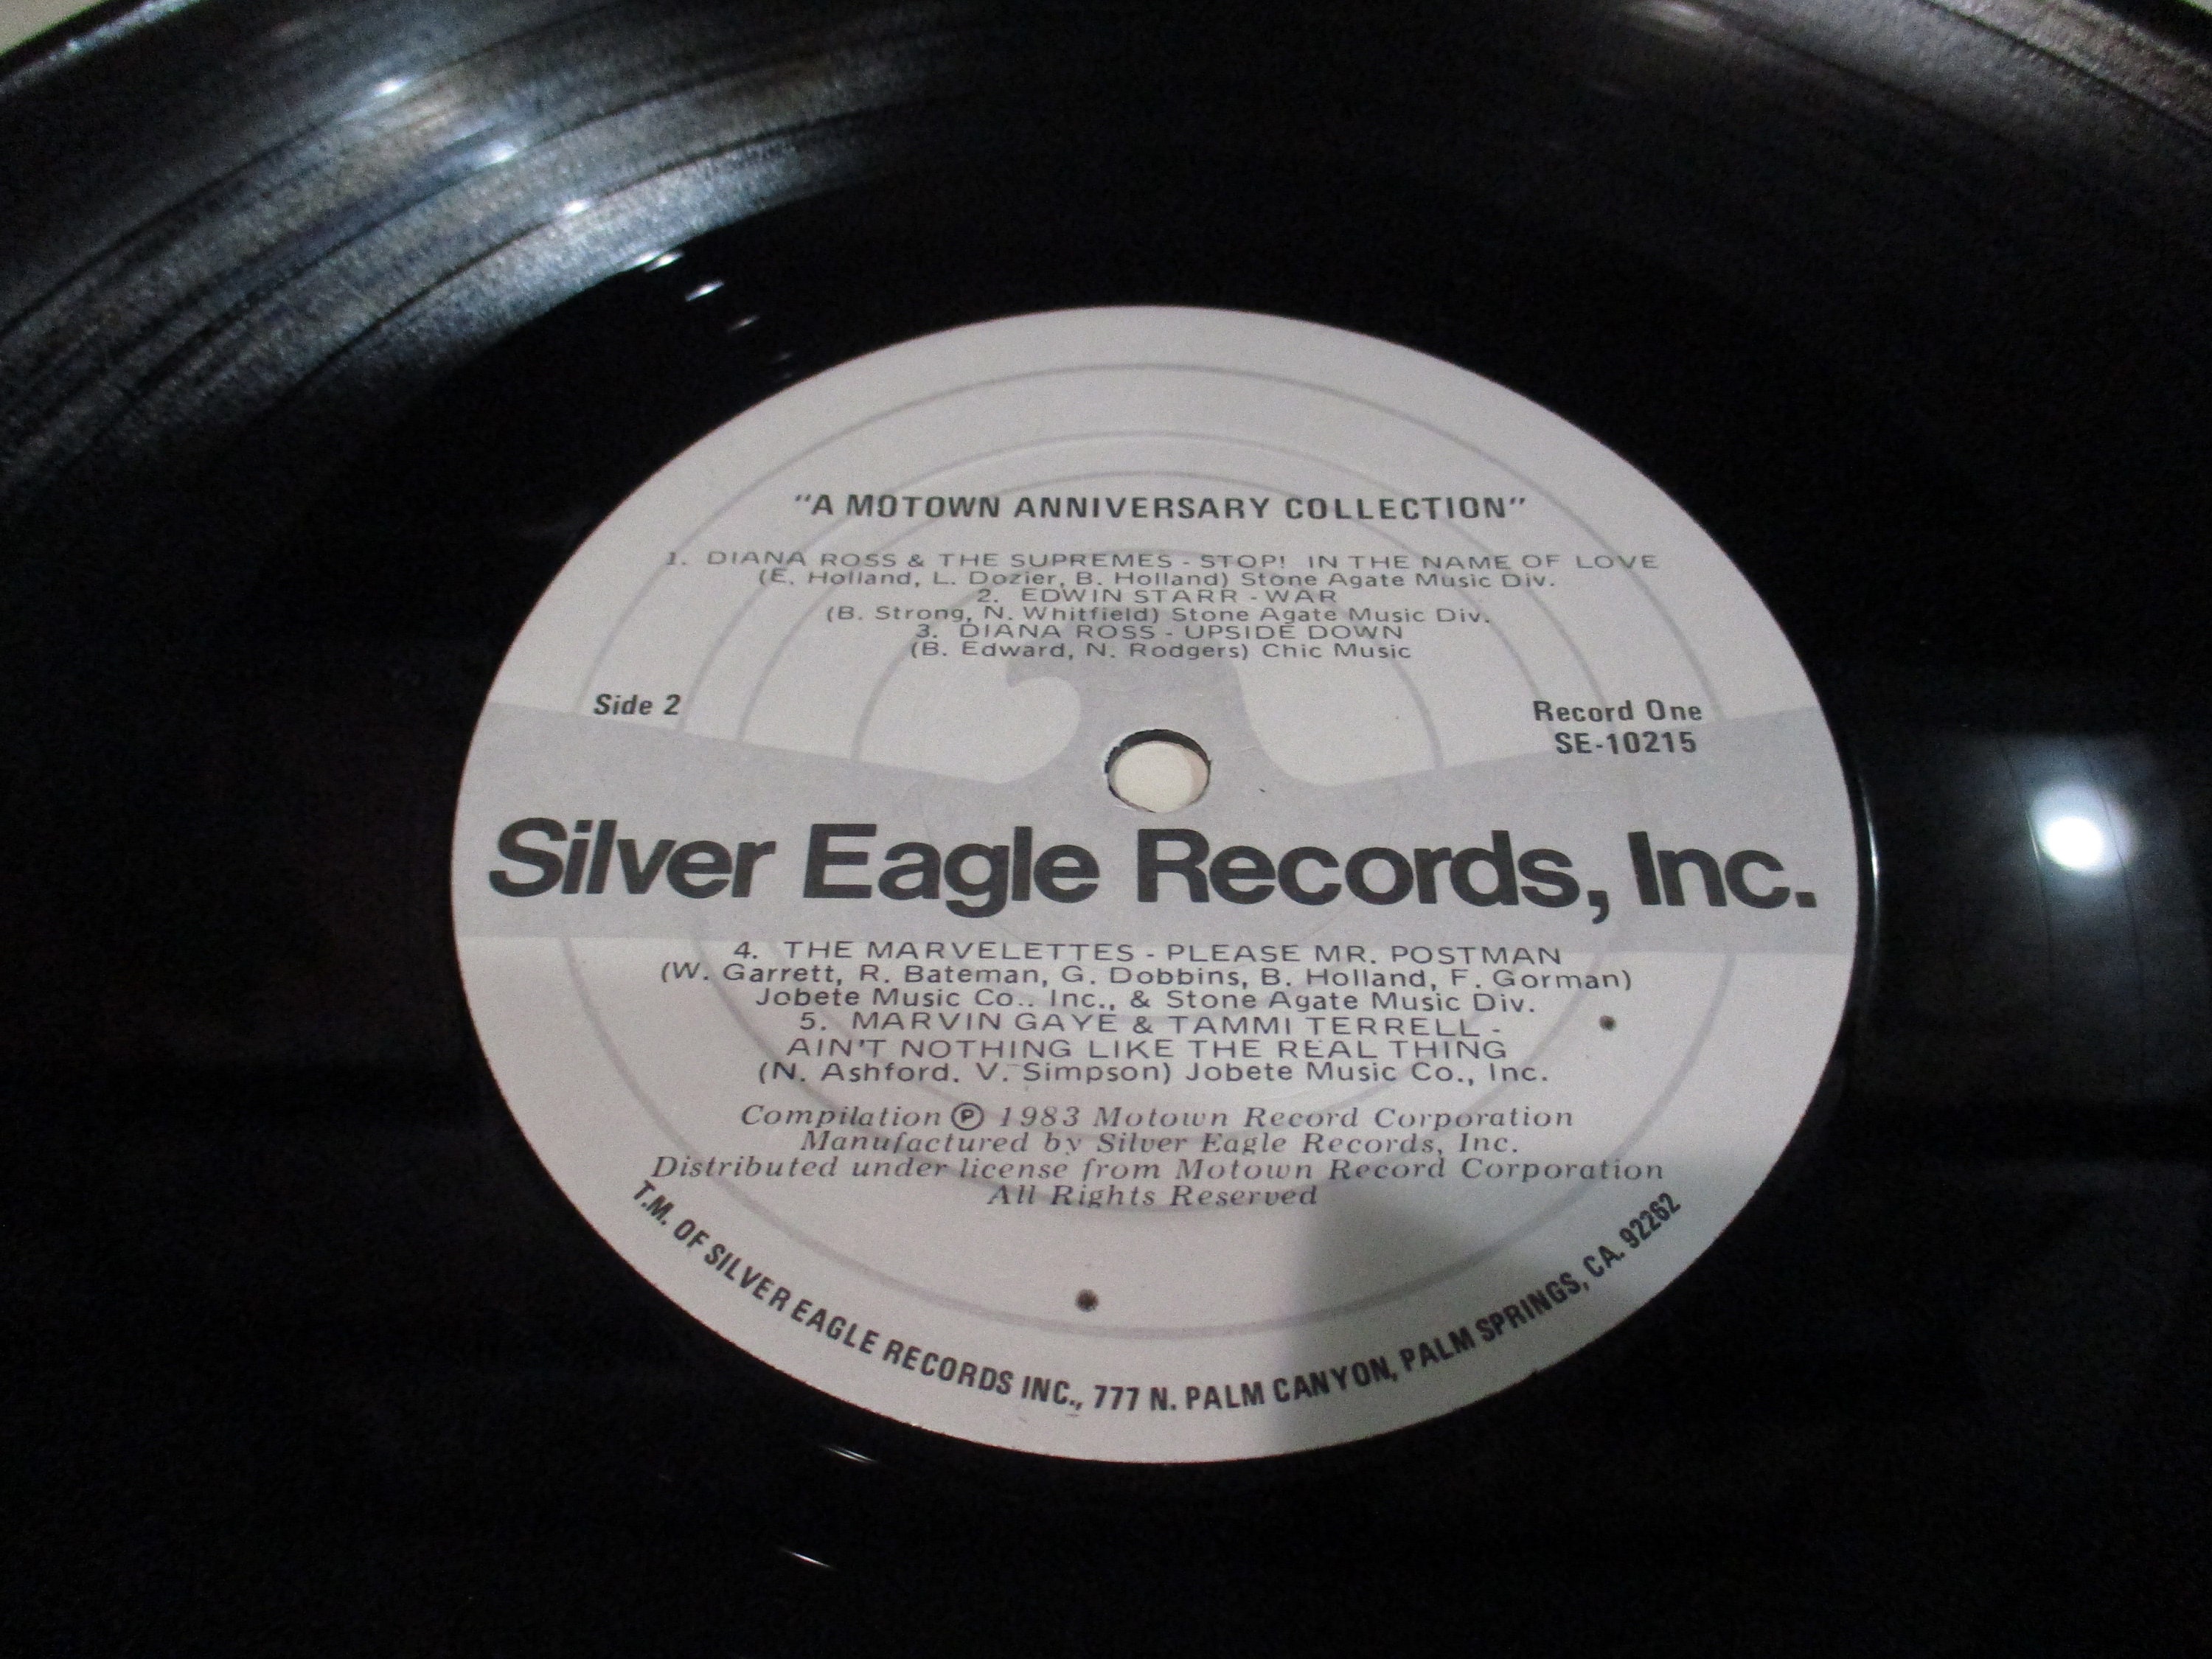 "A MOTOWN ANNIVERSARY COLLECTION"
1. DIANA ROSS & THE SUPREMES - STOP! IN THE NAME OF LOVE
(E. Holland, L. Dozier, B. Holland) Stone Agate Music Div.
2. EDWIN STARR - WAR
(B. Strong, N. Whitfield) Stone Agate Music Div.
3. DIANA ROSS - UPSIDE DOWN
(B. Edward, N. Rodgers) Chic Music
Side 2
Record One
SE-10215
Silver Eagle Records, Inc.
4. THE MARVELETTES - PLEASE MR. POSTMAN
(W. Garrett, R. Bateman, G. Dobbins, B. Holland, F. Gorman)
Jobete Music Co.. Inc., & Stone Agate Music Div.
5. MARVIN GAYE & TAMMI TERRELL -
AIN'T NOTHING LIKE THE REAL THING
(N. Ashford. V. Simpson) Jobete Music Co., Inc.
Compilation Ⓟ 1983 Motown Record Corporation
Manufactured by Silver Eagle Records, Inc.
Distributed under license from Motown Record Corporation
All Rights Reserved
T.M. OF SILVER EAGLE RECORDS INC., 777 N. PALM CANYON, PALM SPRINGS, CA. 92262